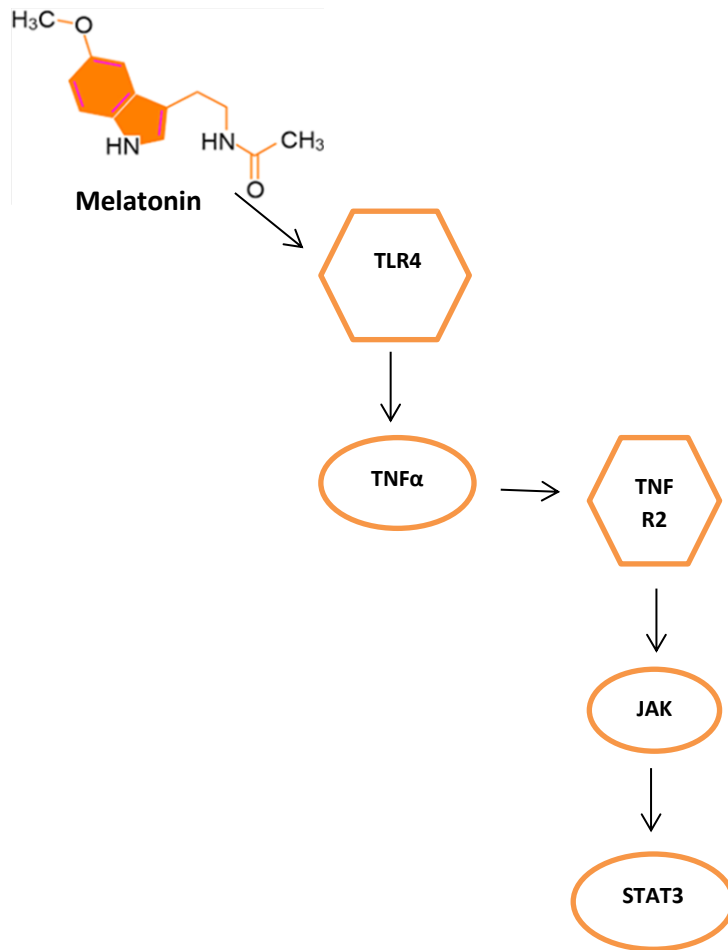 H₃C
O
HN
HN
CH₃
O
Melatonin
TLR4
TNFα
TNF
R2
JAK
STAT3